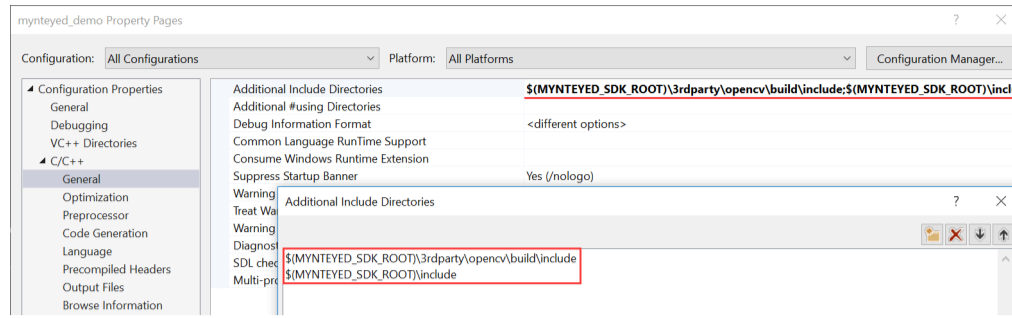 mynteyed_demo Property Pages
Configuration: All Configurations Platform: All Platforms Configuration Manager...
Configuration Properties
General
Debugging
VC++ Directories
C/C++
General
Optimization
Preprocessor
Code Generation
Language
Precompiled Headers
Output Files
Browse Information
Additional Include Directories $(MYNTEYED_SDK_ROOT)\3rdparty\opencv\build\include;$(MYNTEYED_SDK_ROOT)\incl
Additional #using Directories
Debug Information Format <different options>
Common Language RunTime Support
Consume Windows Runtime Extension
Suppress Startup Banner Yes (/nologo)
Warning
Treat Wa
Warning
Diagnost
SDL chec
Multi-pro
Additional Include Directories
$(MYNTEYED_SDK_ROOT)\3rdparty\opencv\build\include
$(MYNTEYED_SDK_ROOT)\include